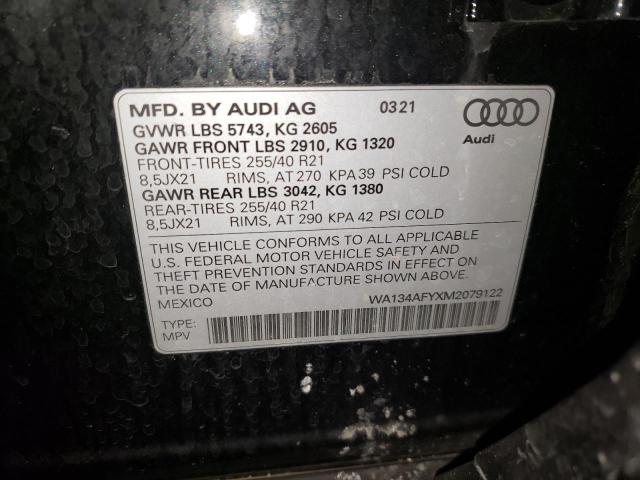 MFD. BY AUDI AG 03 21
GVWR LBS 5743, KG 2605
GAWR FRONT LBS 2910, KG 1320
FRONT-TIRES 255/40 R21
8,5JX21 RIMS, AT 270 KPA 39 PSI COLD
GAWR REAR LBS 3042, KG 1380
REAR-TIRES 255/40 R21
8,5JX21 RIMS, AT 290 KPA 42 PSI COLD
Audi
THIS VEHICLE CONFORMS TO ALL APPLICABLE
U.S. FEDERAL MOTOR VEHICLE SAFETY AND
THEFT PREVENTION STANDARDS IN EFFECT ON
THE DATE OF MANUFACTURE SHOWN ABOVE.
MEXICO WA134AFYXM2079122
TYPE:
MPV